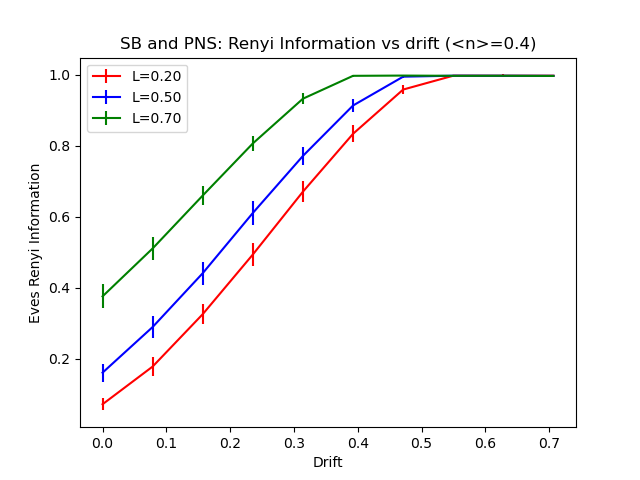 SB and PNS: Renyi Information vs drift (<n>=0.4)
L=0.20
L=0.50
L=0.70
Eves Renyi Information
1.0
0.8
0.6
0.4
0.2
0.0 0.1 0.2 0.3 0.4 0.5 0.6 0.7
Drift